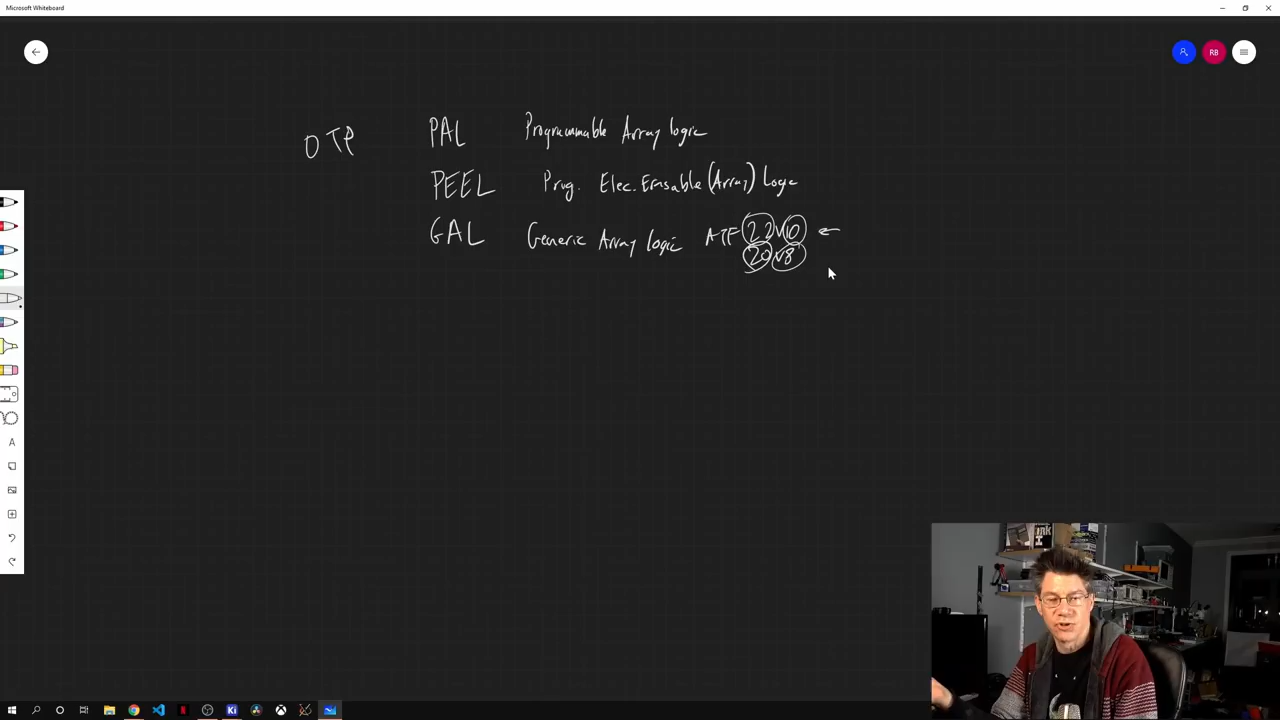 Microsoft Whiteboard
RB
OTP PAL Programmable Array logic
PEEL Prog. Elec. Erasable (Array) Logic
GAL Generic Array logic ATF 22V10 ←
20V8
A